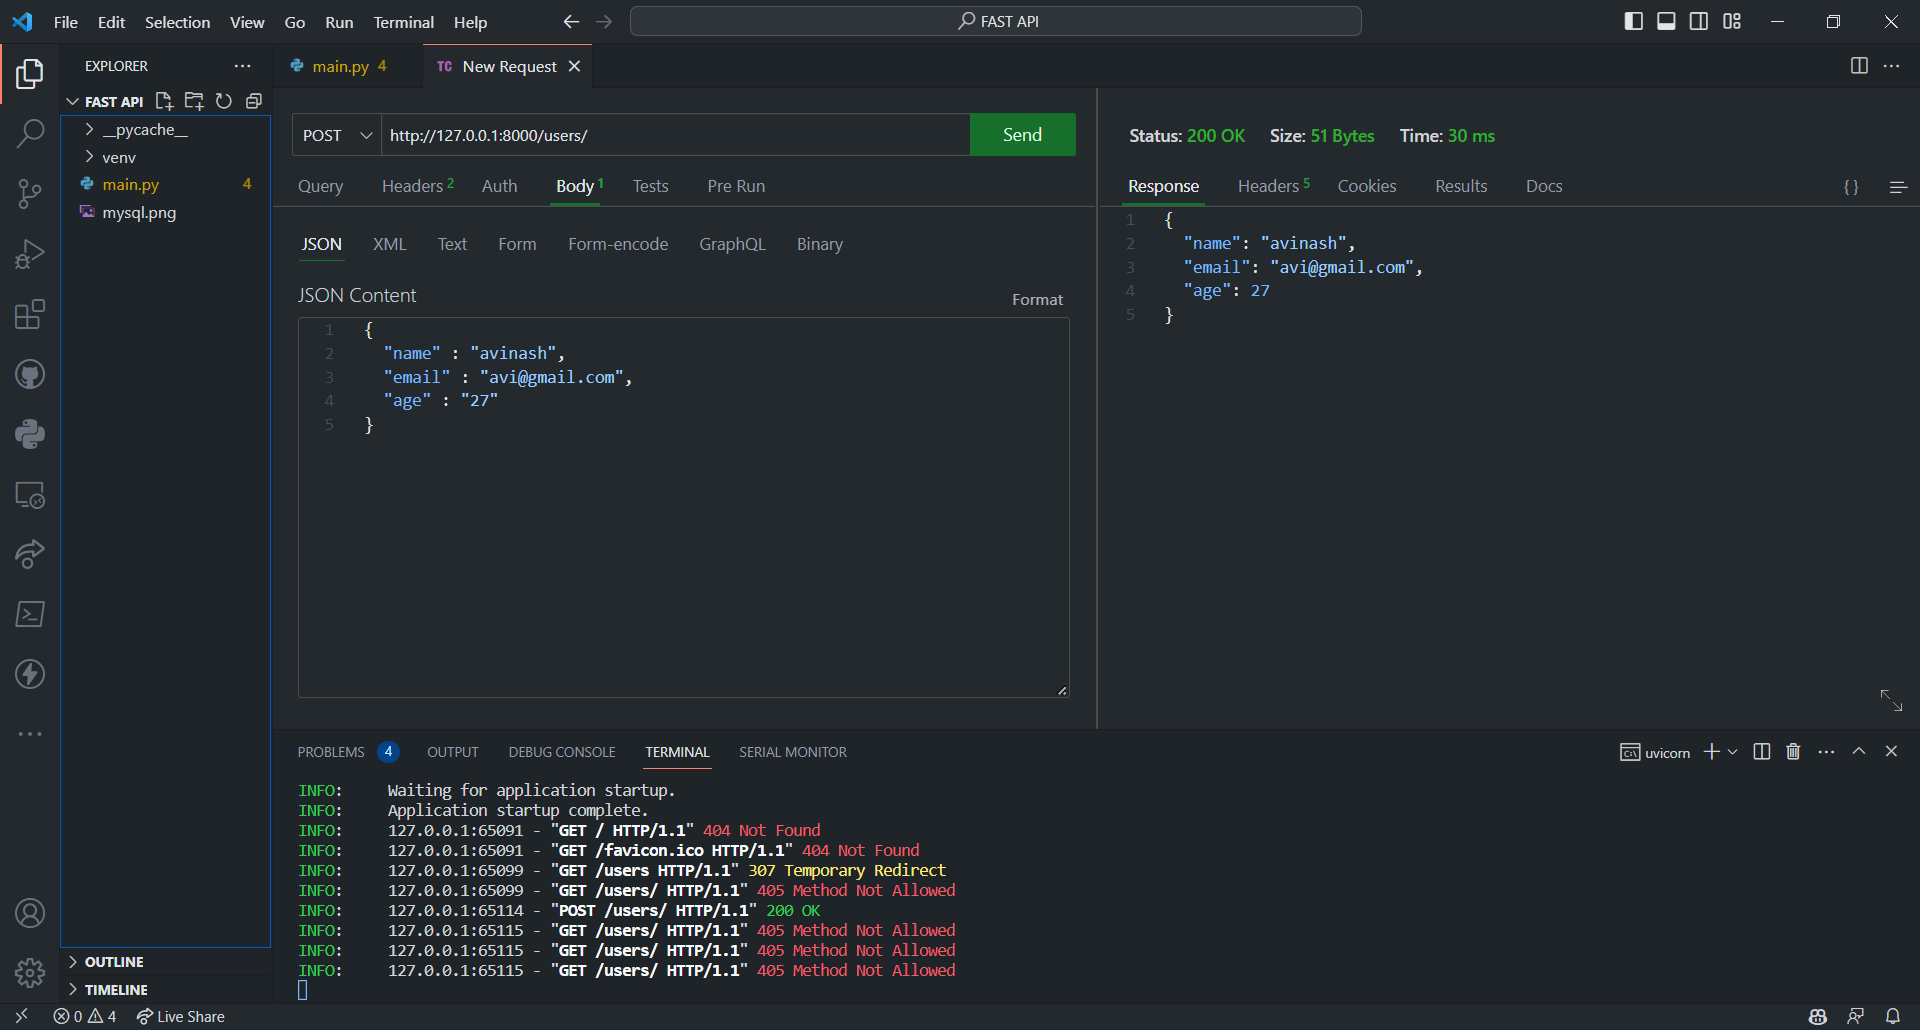 File Edit Selection View Go Run Terminal Help
FAST API
EXPLORER
FAST API
__pycache__
venv
main.py 4
mysql.png
OUTLINE
TIMELINE
main.py 4
TC New Request
POST http://127.0.0.1:8000/users/ Send
Query Headers 2 Auth Body 1 Tests Pre Run
JSON XML Text Form Form-encode GraphQL Binary
JSON Content
Format
1 {
2 "name" : "avinash",
3 "email" : "avi@gmail.com",
4 "age" : "27"
5 }
Status: 200 OK Size: 51 Bytes Time: 30 ms
Response Headers 5 Cookies Results Docs { }
1 {
2 "name": "avinash",
3 "email": "avi@gmail.com",
4 "age": 27
5 }
PROBLEMS 4 OUTPUT DEBUG CONSOLE TERMINAL SERIAL MONITOR
uvicorn
INFO: Waiting for application startup.
INFO: Application startup complete.
INFO: 127.0.0.1:65091 - "GET / HTTP/1.1" 404 Not Found
INFO: 127.0.0.1:65091 - "GET /favicon.ico HTTP/1.1" 404 Not Found
INFO: 127.0.0.1:65099 - "GET /users HTTP/1.1" 307 Temporary Redirect
INFO: 127.0.0.1:65099 - "GET /users/ HTTP/1.1" 405 Method Not Allowed
INFO: 127.0.0.1:65114 - "POST /users/ HTTP/1.1" 200 OK
INFO: 127.0.0.1:65115 - "GET /users/ HTTP/1.1" 405 Method Not Allowed
INFO: 127.0.0.1:65115 - "GET /users/ HTTP/1.1" 405 Method Not Allowed
INFO: 127.0.0.1:65115 - "GET /users/ HTTP/1.1" 405 Method Not Allowed
0 4 Live Share